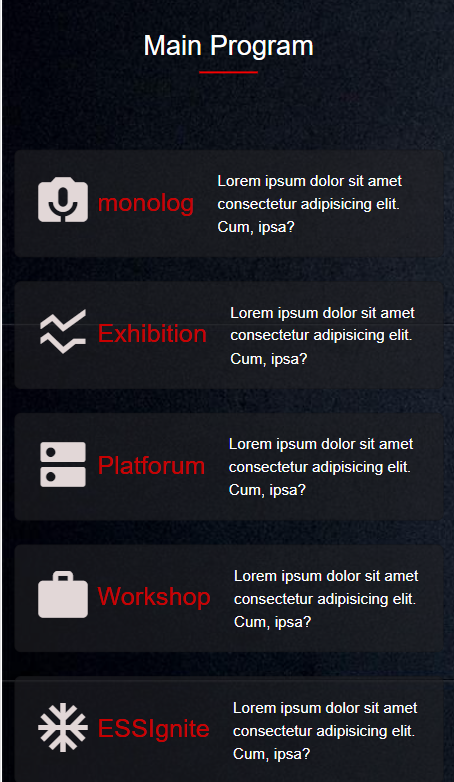 Main Program
monolog
Lorem ipsum dolor sit amet
consectetur adipisicing elit.
Cum, ipsa?
Exhibition
Lorem ipsum dolor sit amet
consectetur adipisicing elit.
Cum, ipsa?
Platforum
Lorem ipsum dolor sit amet
consectetur adipisicing elit.
Cum, ipsa?
Workshop
Lorem ipsum dolor sit amet
consectetur adipisicing elit.
Cum, ipsa?
ESSIgnite
Lorem ipsum dolor sit amet
consectetur adipisicing elit.
Cum, ipsa?